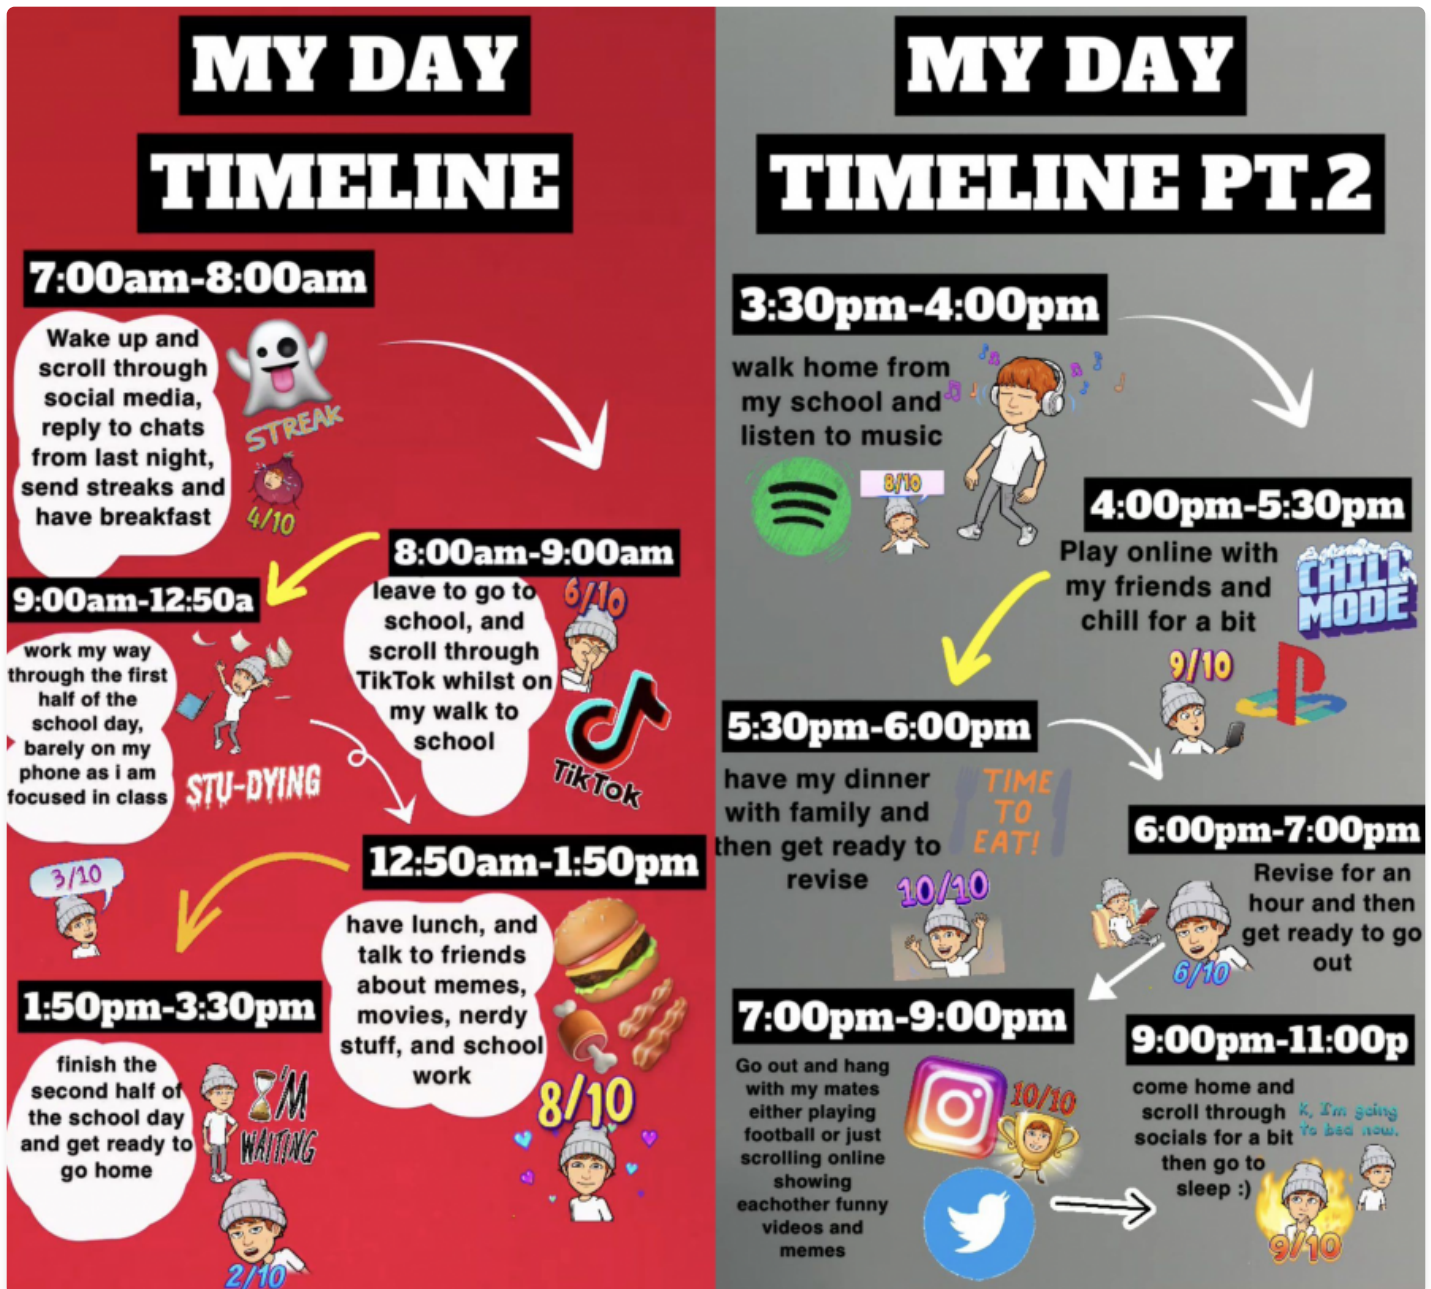 MY DAY
TIMELINE
7:00am-8:00am
Wake up and
scroll through
social media,
reply to chats
from last night,
send streaks and
have breakfast
STREAK
4/10
8:00am-9:00am
leave to go to
school, and
scroll through
TikTok whilst on
my walk to
school
6/10
TikTok
9:00am-12:50a
work my way
through the first
half of the
school day,
barely on my
phone as i am
focused in class
STU-DYING
3/10
12:50am-1:50pm
have lunch, and
talk to friends
about memes,
movies, nerdy
stuff, and school
work
8/10
1:50pm-3:30pm
finish the
second half of
the school day
and get ready to
go home
I'M
WAITING
2/10
MY DAY
TIMELINE PT.2
3:30pm-4:00pm
walk home from
my school and
listen to music
8/10
4:00pm-5:30pm
Play online with
my friends and
chill for a bit
CHILL
MODE
9/10
5:30pm-6:00pm
have my dinner
with family and
then get ready to
revise
TIME
TO
EAT!
10/10
6:00pm-7:00pm
Revise for an
hour and then
get ready to go
out
6/10
7:00pm-9:00pm
Go out and hang
with my mates
either playing
football or just
scrolling online
showing
eachother funny
videos and
memes
10/10
9:00pm-11:00p
come home and
scroll through
socials for a bit
then go to
sleep :)
K, I'm going
to bed now.
9/10